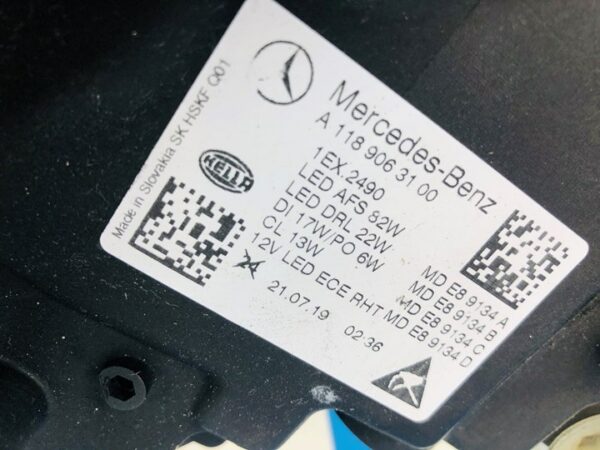 Mercedes-Benz
A 118 906 31 00
1EX.2490
LED AFS 82W
LED DRL 22W
DI 17W/PO 6W
CL 13W
12V LED ECE RHT MD E8 9134 D
MD E8 9134 A
MD E8 9134 B
MD E8 9134 C
21.07.19 02:36
HELLA
Made in Slovakia SK HSKF Q01